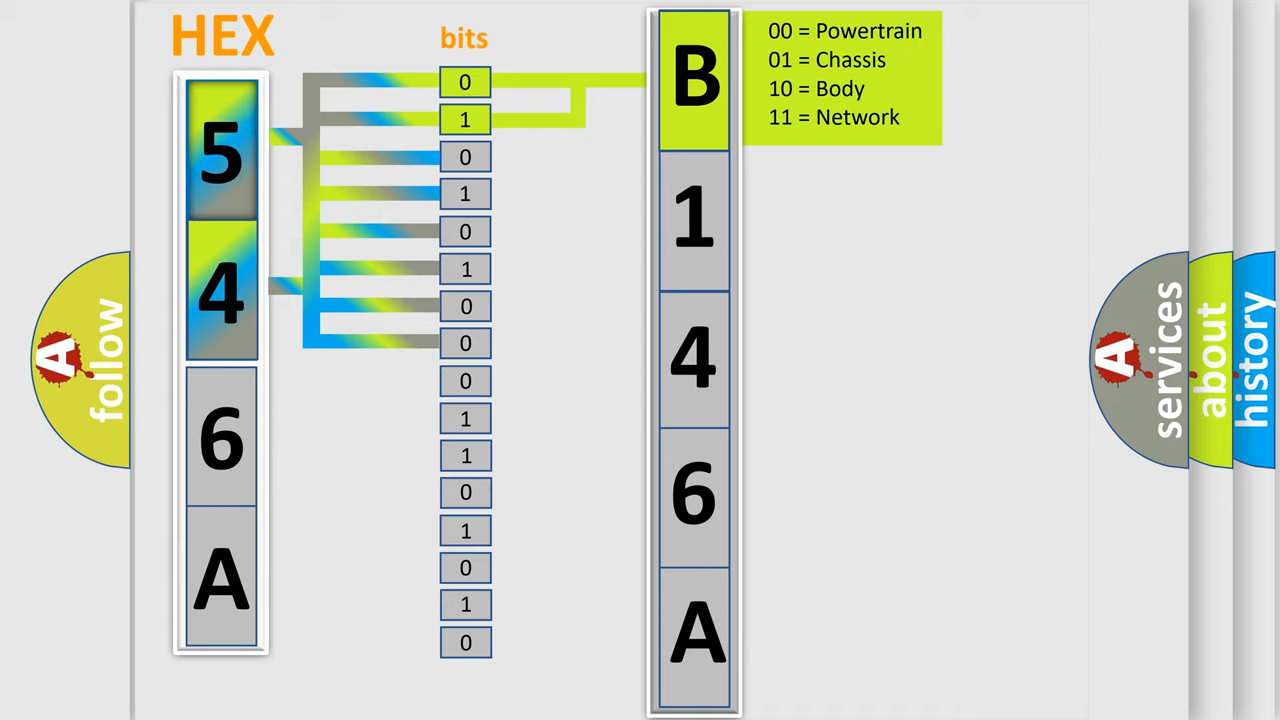 HEX
bits
5
4
6
A
0
1
0
1
0
1
0
0
0
1
1
0
1
0
1
0
B
1
4
6
A
00 = Powertrain
01 = Chassis
10 = Body
11 = Network
A
follow
A
services
about
history